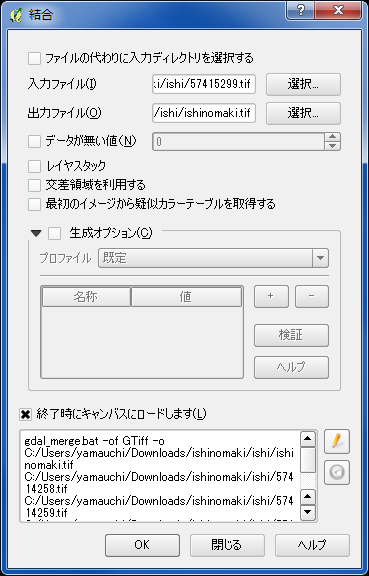 結合
ファイルの代わりに入力ディレクトリを選択する
入力ファイル(I) :i/ishi/57415299.tif 選択...
出力ファイル(O) /ishi/ishinomaki.tif 選択...
データが無い値(N) 0
レイヤスタック
交差領域を利用する
最初のイメージから疑似カラーテーブルを取得する
生成オプション(C)
プロファイル 既定
名称 値 + -
検証
ヘルプ
終了時にキャンバスにロードします(L)
gdal_merge.bat -of GTiff -o
C:/Users/yamauchi/Downloads/ishinomaki/ishi/ishi
nomaki.tif
C:/Users/yamauchi/Downloads/ishinomaki/ishi/574
14258.tif
C:/Users/yamauchi/Downloads/ishinomaki/ishi/574
14259.tif
OK 閉じる ヘルプ